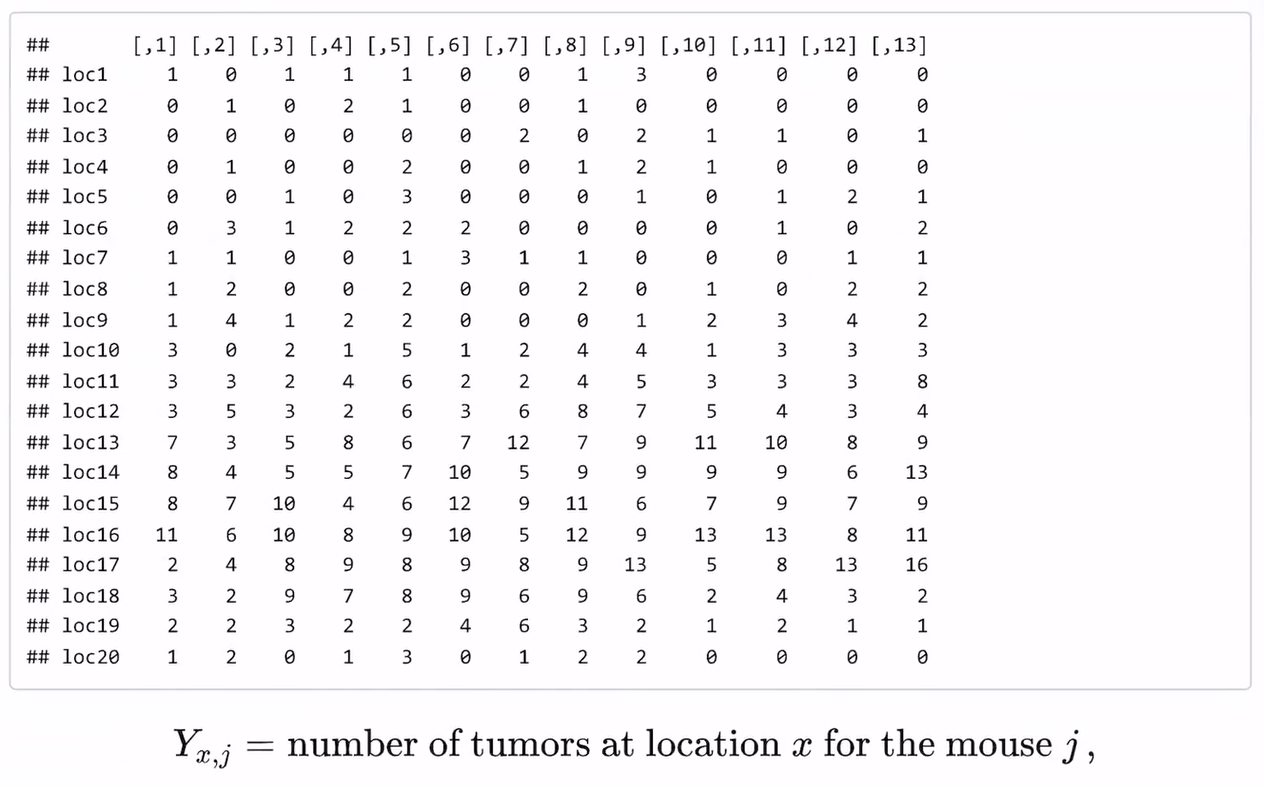 ##       [,1] [,2] [,3] [,4] [,5] [,6] [,7] [,8] [,9] [,10] [,11] [,12] [,13]
## loc1     1    0    1    1    1    0    0    1    3     0     0     0     0
## loc2     0    1    0    2    1    0    0    1    0     0     0     0     0
## loc3     0    0    0    0    0    0    2    0    2     1     1     0     1
## loc4     0    1    0    0    2    0    0    1    2     1     0     0     0
## loc5     0    0    1    0    3    0    0    0    1     0     1     2     1
## loc6     0    3    1    2    2    2    0    0    0     0     1     0     2
## loc7     1    1    0    0    1    3    1    1    0     0     0     1     1
## loc8     1    2    0    0    2    0    0    2    0     1     0     2     2
## loc9     1    4    1    2    2    0    0    0    1     2     3     4     2
## loc10    3    0    2    1    5    1    2    4    4     1     3     3     3
## loc11    3    3    2    4    6    2    2    4    5     3     3     3     8
## loc12    3    5    3    2    6    3    6    8    7     5     4     3     4
## loc13    7    3    5    8    6    7   12    7    9    11    10     8     9
## loc14    8    4    5    5    7   10    5    9    9     9     9     6    13
## loc15    8    7   10    4    6   12    9   11    6     7     9     7     9
## loc16   11    6   10    8    9   10    5   12    9    13    13     8    11
## loc17    2    4    8    9    8    9    8    9   13     5     8    13    16
## loc18    3    2    9    7    8    9    6    9    6     2     4     3     2
## loc19    2    2    3    2    2    4    6    3    2     1     2     1     1
## loc20    1    2    0    1    3    0    1    2    2     0     0     0     0
Y_{x,j} = number of tumors at location x for the mouse j,